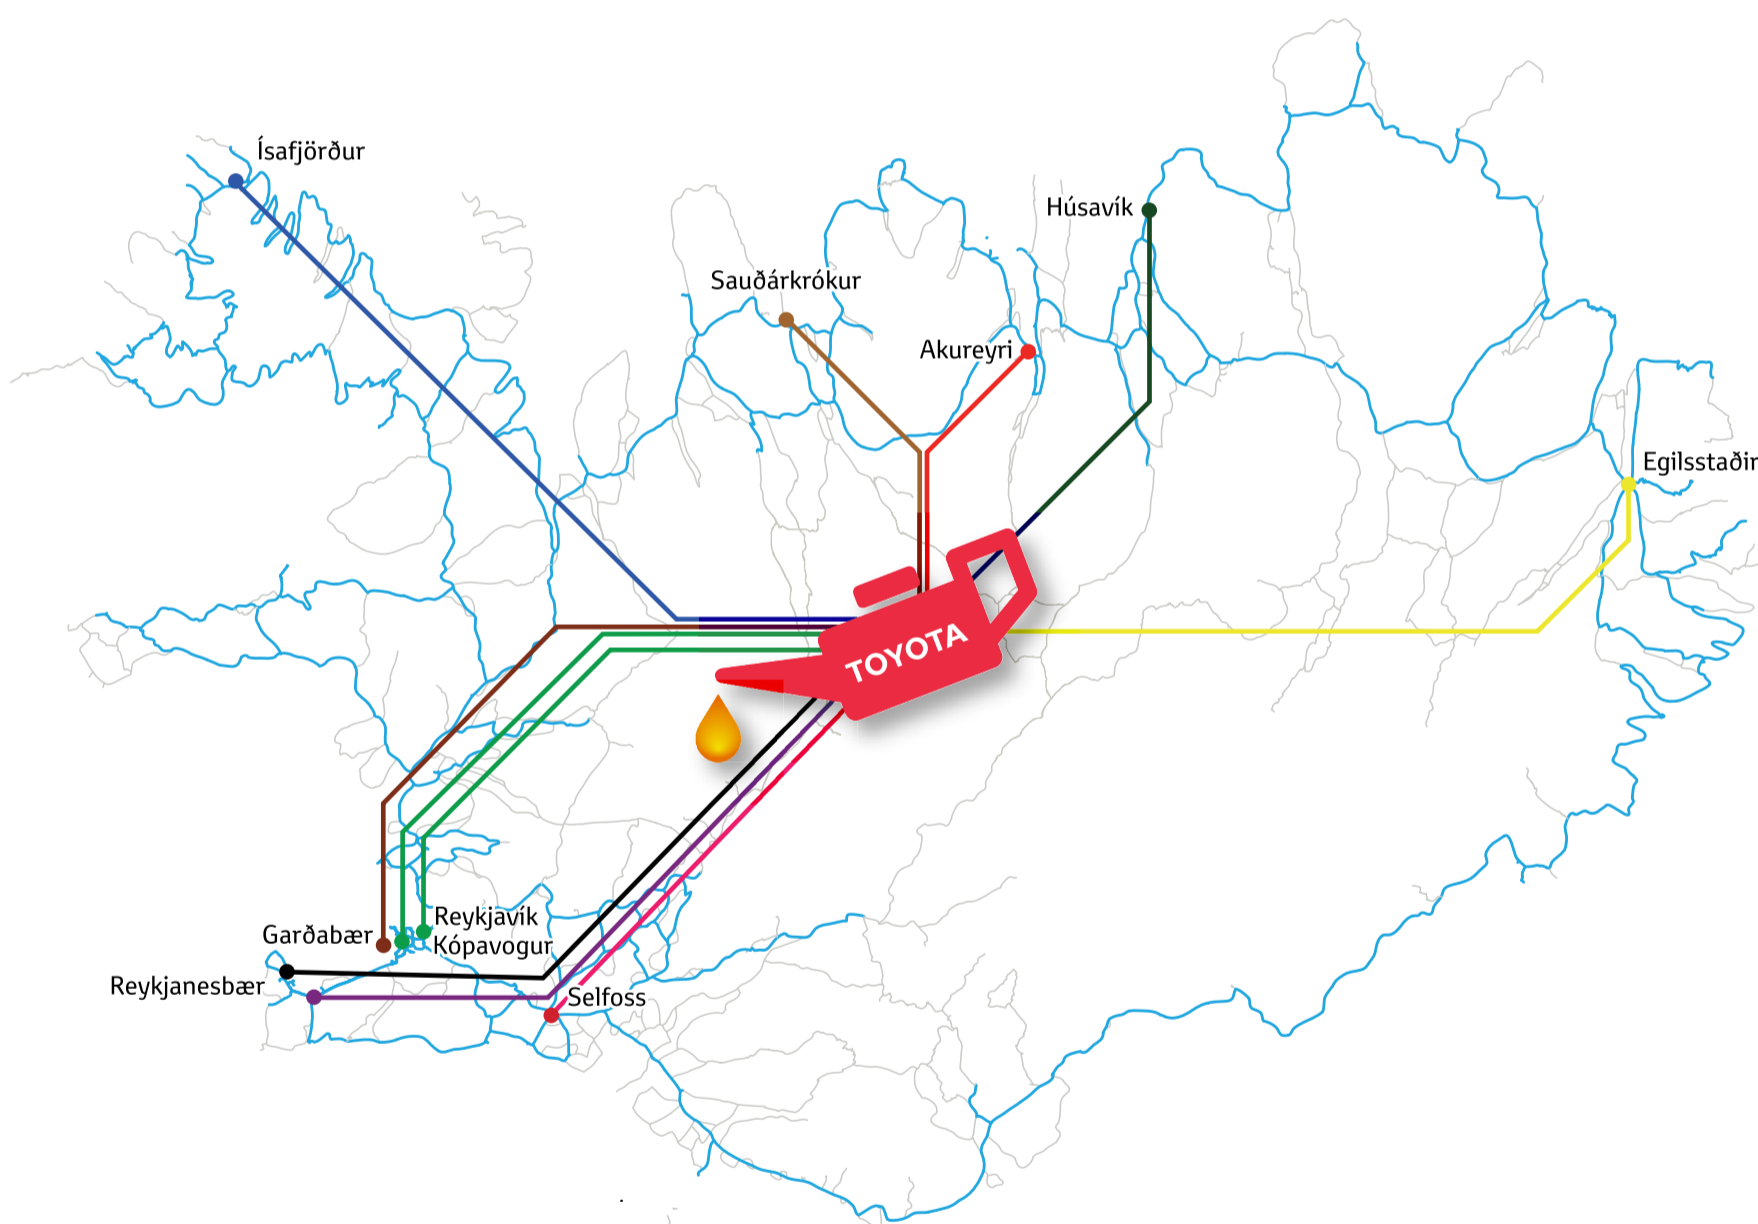 Ísafjörður
Húsavík
Sauðárkrókur
Akureyri
Egilsstaðir
TOYOTA
Reykjavík
Garðabær
Kópavogur
Reykjanesbær
Selfoss